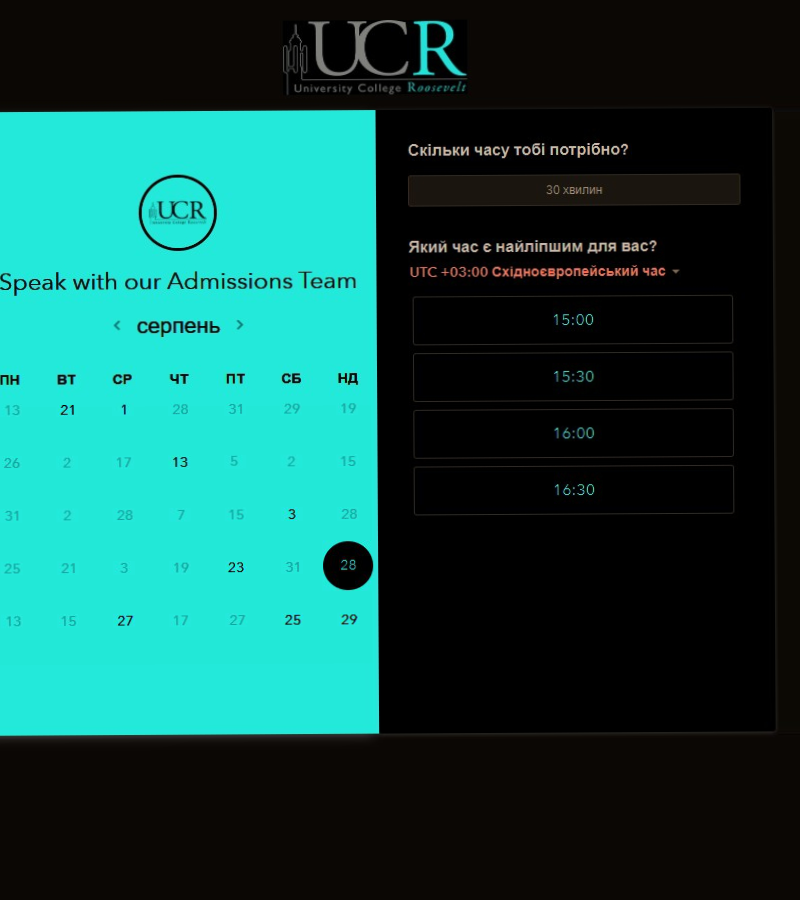 UCR
University College Roosevelt
UCR
Speak with our Admissions Team
серпень
ПН ВТ СР ЧТ ПТ СБ НД
13 21 1 28 31 29 19
26 2 17 13 5 2 15
31 2 28 7 15 3 28
25 21 3 19 23 31 28
13 15 27 17 27 25 29
Скільки часу тобі потрібно?
30 хвилин
Який час є найліпшим для вас?
UTC +03:00 Східноєвропейський час
15:00
15:30
16:00
16:30